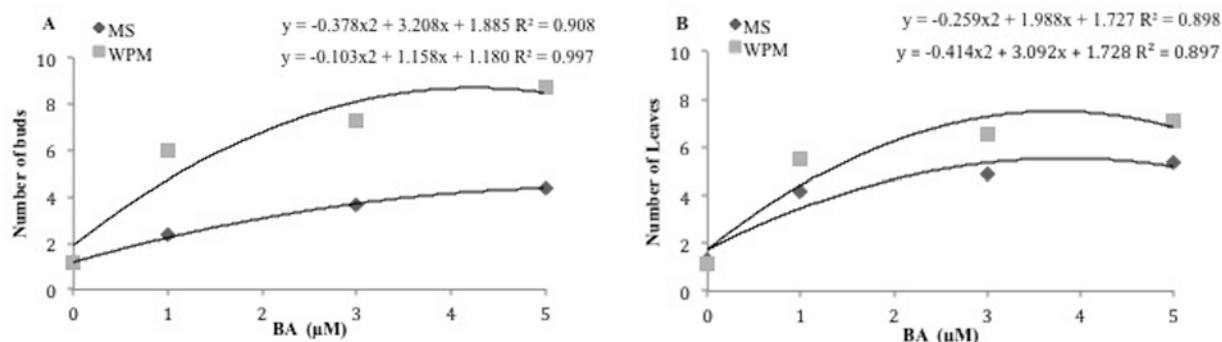 A
MS
WPM
y = -0.378x2 + 3.208x + 1.885 R² = 0.908
y = -0.103x2 + 1.158x + 1.180 R² = 0.997
Number of buds
10
8
6
4
2
0
0 1 2 3 4 5
BA (µM)
B
MS
WPM
y = -0.259x2 + 1.988x + 1.727 R² = 0.898
y = -0.414x2 + 3.092x + 1.728 R² = 0.897
Number of Leaves
10
8
6
4
2
0
0 1 2 3 4 5
BA (µM)